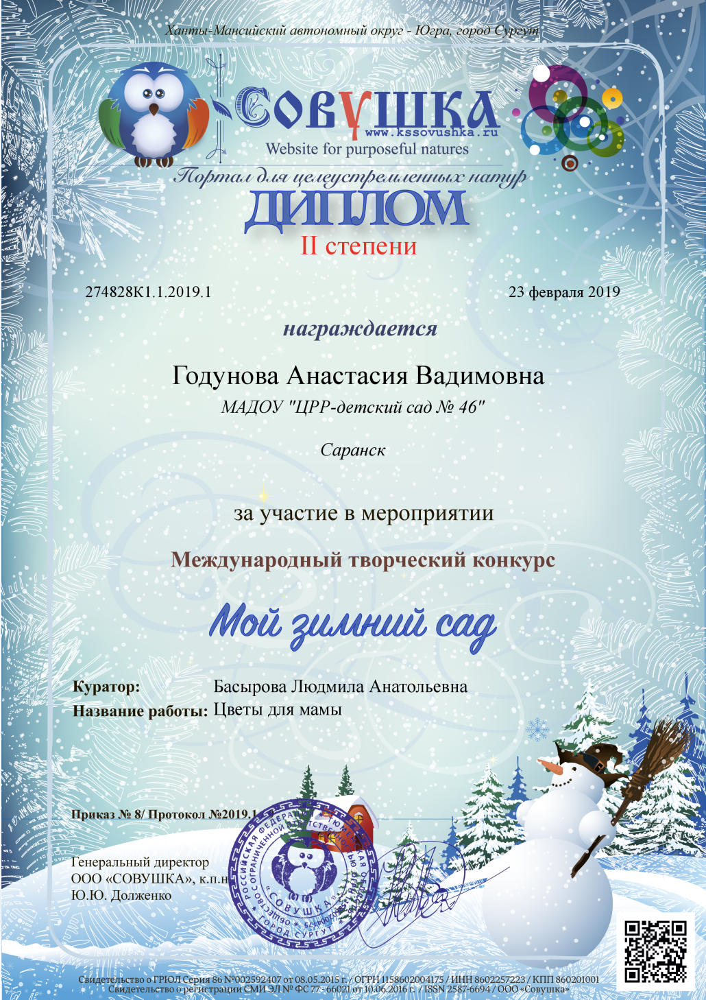 Ханты-Мансийский автономный округ - Югра, город Сургут
Совушка
www.kssovushka.ru
Website for purposeful natures
Портал для целеустремленных натур
ДИПЛОМ
II степени
274828К1.1.2019.1
23 февраля 2019
награждается
Годунова Анастасия Вадимовна
МАДОУ "ЦРР-детский сад № 46"
Саранск
за участие в мероприятии
Международный творческий конкурс
Мой зимний сад
Куратор: Басырова Людмила Анатольевна
Название работы: Цветы для мамы
Приказ № 8/ Протокол №2019.1
Генеральный директор
ООО «СОВУШКА», к.п.н
Ю.Ю. Долженко
РОССИЙСКАЯ ФЕДЕРАЦИЯ
ГОРОД СУРГУТ
ОБЩЕСТВО С ОГРАНИЧЕННОЙ ОТВЕТСТВЕННОСТЬЮ
«СОВУШКА»
Свидетельство о ГРЮЛ Серия 86 №002592407 от 08.05.2015 г. / ОГРН 1158602004175 / ИНН 8602257223 / КПП 860201001
Свидетельство о регистрации СМИ ЭЛ № ФС 77 - 66021 от 10.06.2016 г. / ISSN 2587-6694 / ООО «Совушка»